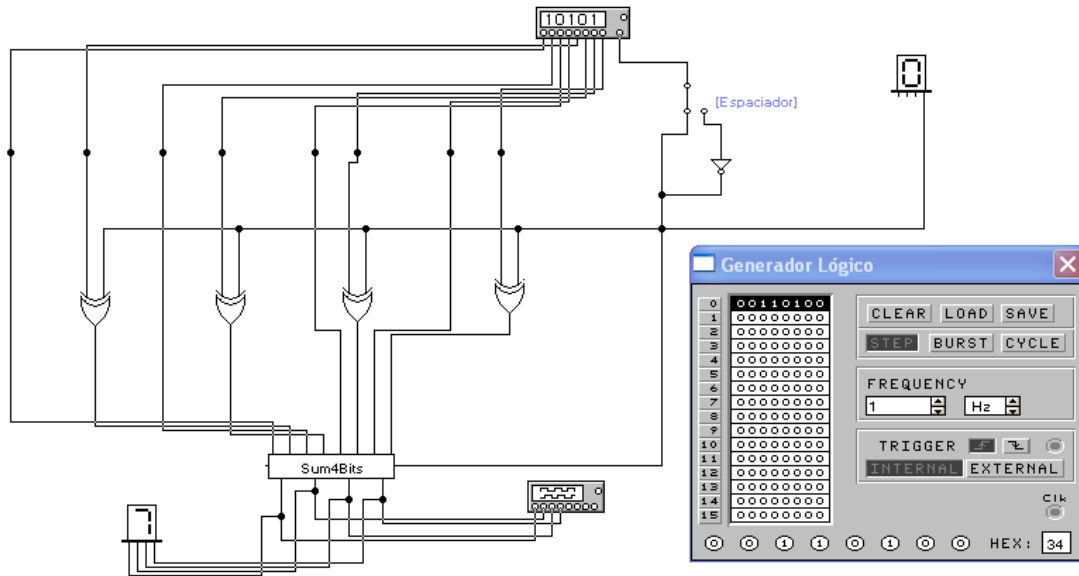 10101
0
[Espaciador]
Generador Lógico
0 00110100
1 00000000
2 00000000
3 00000000
4 00000000
5 00000000
6 00000000
7 00000000
8 00000000
9 00000000
10 00000000
11 00000000
12 00000000
13 00000000
14 00000000
15 00000000
CLEAR LOAD SAVE
STEP BURST CYCLE
FREQUENCY
1 Hz
TRIGGER
INTERNAL EXTERNAL
Clk
0 0 1 1 0 1 0 0 HEX: 34
Sum4Bits
7